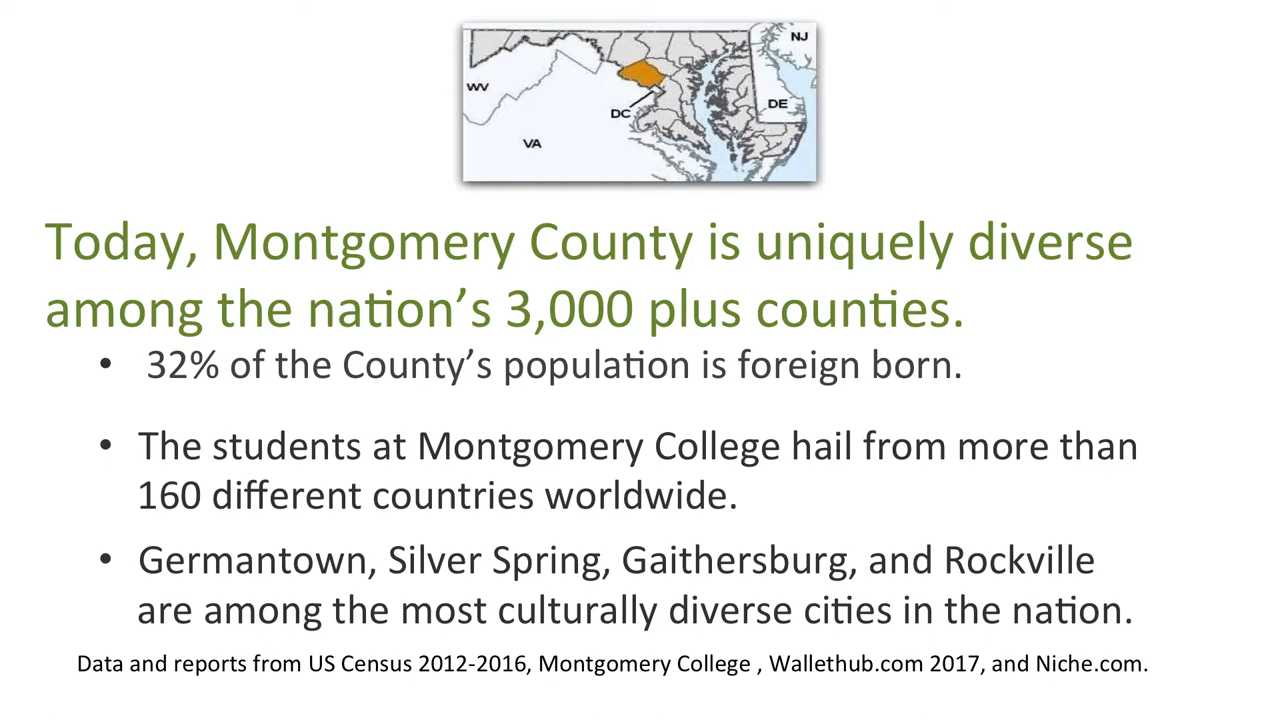 NJ
WV
DC
DE
VA
Today, Montgomery County is uniquely diverse
among the nation’s 3,000 plus counties.
• 32% of the County’s population is foreign born.
• The students at Montgomery College hail from more than
160 different countries worldwide.
• Germantown, Silver Spring, Gaithersburg, and Rockville
are among the most culturally diverse cities in the nation.
Data and reports from US Census 2012-2016, Montgomery College , Wallethub.com 2017, and Niche.com.